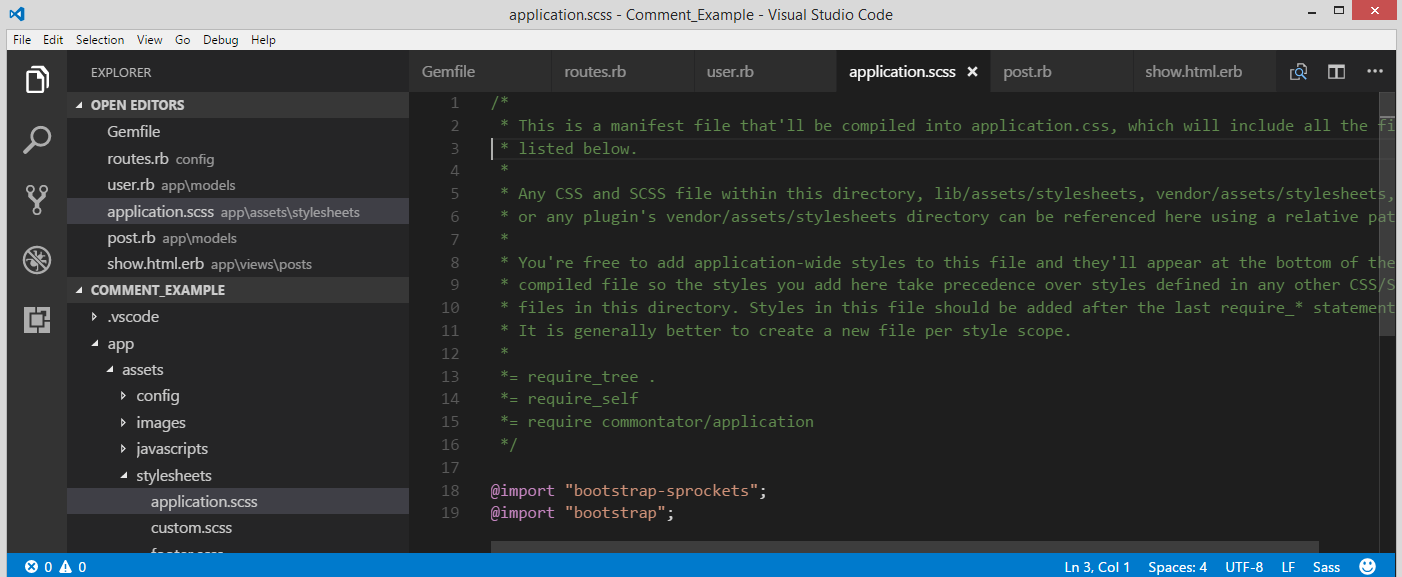 application.scss - Comment_Example - Visual Studio Code
File Edit Selection View Go Debug Help
EXPLORER
OPEN EDITORS
Gemfile
routes.rb config
user.rb app\models
application.scss app\assets\stylesheets
post.rb app\models
show.html.erb app\views\posts
COMMENT_EXAMPLE
.vscode
app
assets
config
images
javascripts
stylesheets
application.scss
custom.scss
footer.scss
Gemfile routes.rb user.rb application.scss post.rb show.html.erb
1 /*
2 * This is a manifest file that'll be compiled into application.css, which will include all the fi
3 * listed below.
4 *
5 * Any CSS and SCSS file within this directory, lib/assets/stylesheets, vendor/assets/stylesheets,
6 * or any plugin's vendor/assets/stylesheets directory can be referenced here using a relative pat
7 *
8 * You're free to add application-wide styles to this file and they'll appear at the bottom of the
9 * compiled file so the styles you add here take precedence over styles defined in any other CSS/S
10 * files in this directory. Styles in this file should be added after the last require_* statement
11 * It is generally better to create a new file per style scope.
12 *
13 *= require_tree .
14 *= require_self
15 *= require commontator/application
16 */
17
18 @import "bootstrap-sprockets";
19 @import "bootstrap";
0 0 Ln 3, Col 1 Spaces: 4 UTF-8 LF Sass